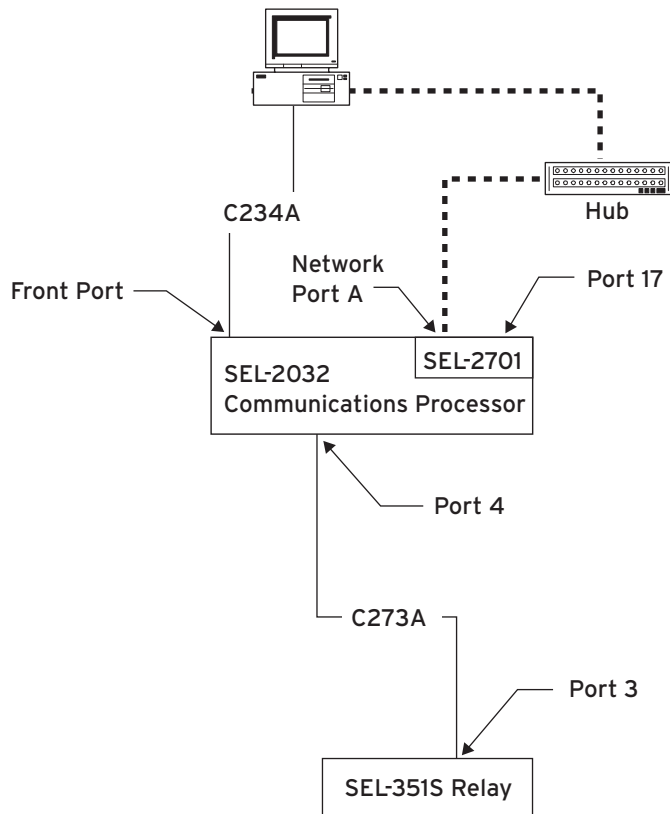 C234A
Hub
Network
Port A
Port 17
Front Port
SEL-2032
Communications Processor
SEL-2701
Port 4
C273A
Port 3
SEL-351S Relay